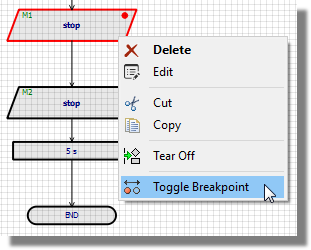 M1
stop
Delete
Edit
M2
stop
Cut
Copy
5 s
Tear Off
Toggle Breakpoint
END